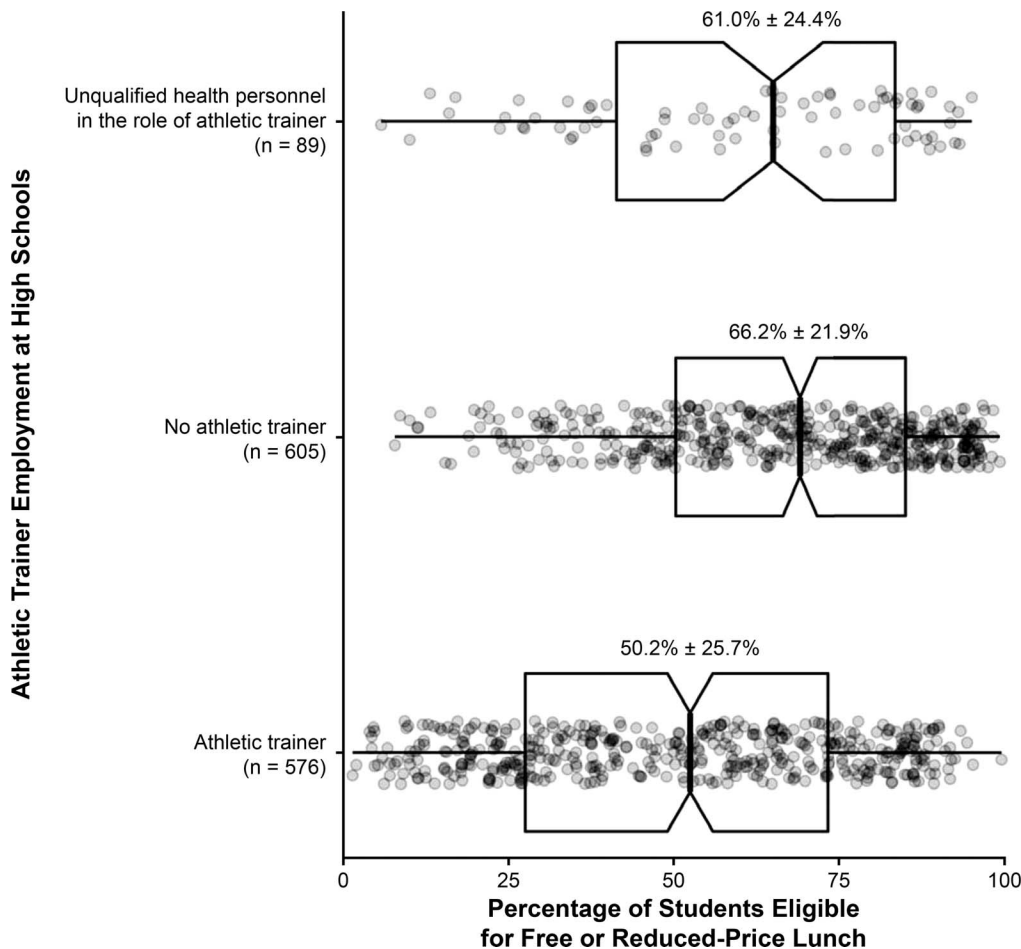 Athletic Trainer Employment at High Schools
61.0% ± 24.4%
Unqualified health personnel
in the role of athletic trainer
(n = 89)
66.2% ± 21.9%
No athletic trainer
(n = 605)
50.2% ± 25.7%
Athletic trainer
(n = 576)
0 25 50 75 100
Percentage of Students Eligible
for Free or Reduced-Price Lunch